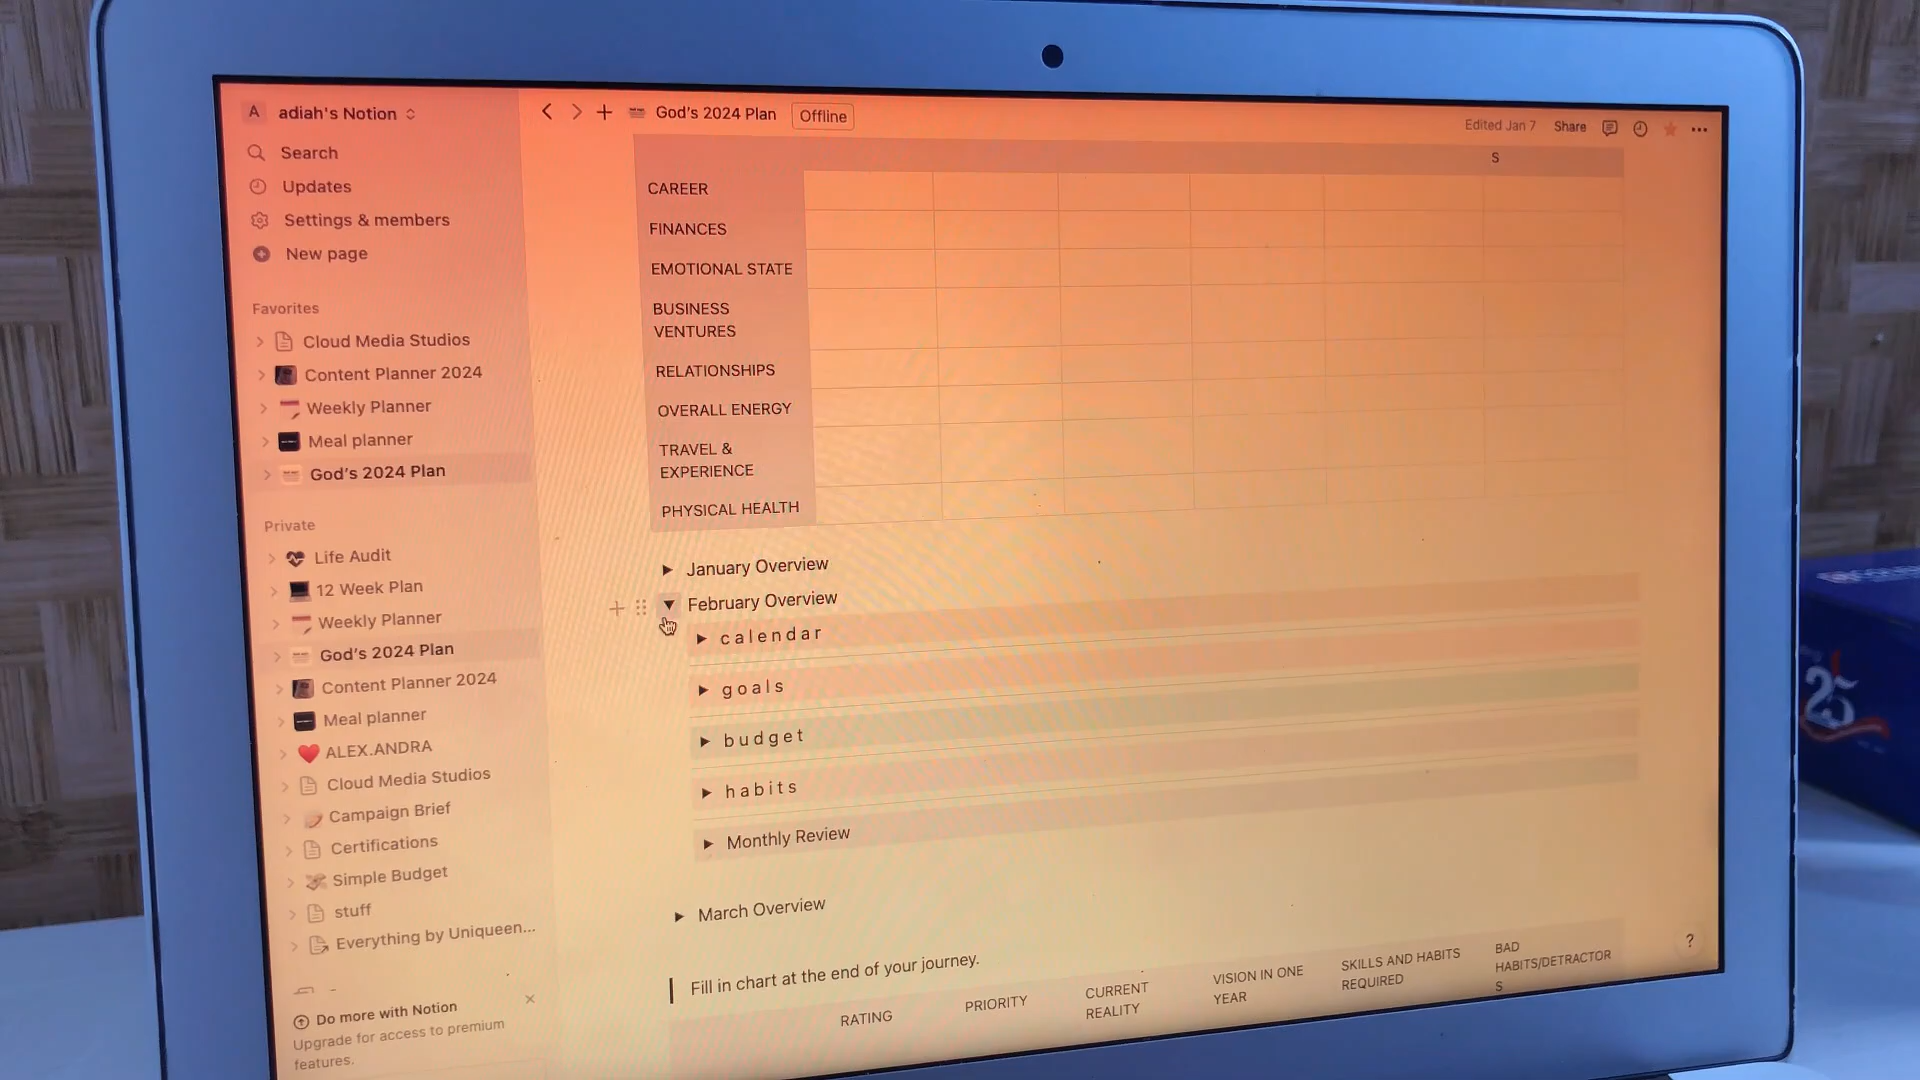 A adiah's Notion
Search
Updates
Settings & members
New page
Favorites
Cloud Media Studios
Content Planner 2024
Weekly Planner
Meal planner
God's 2024 Plan
Private
Life Audit
12 Week Plan
Weekly Planner
God's 2024 Plan
Content Planner 2024
Meal planner
ALEX.ANDRA
Cloud Media Studios
Campaign Brief
Certifications
Simple Budget
stuff
Everything by Uniqueen...
Do more with Notion
Upgrade for access to premium
features.
God's 2024 Plan Offline
Edited Jan 7 Share
S
CAREER
FINANCES
EMOTIONAL STATE
BUSINESS
VENTURES
RELATIONSHIPS
OVERALL ENERGY
TRAVEL &
EXPERIENCE
PHYSICAL HEALTH
January Overview
February Overview
calendar
goals
budget
habits
Monthly Review
March Overview
Fill in chart at the end of your journey.
RATING
PRIORITY
CURRENT
REALITY
VISION IN ONE
YEAR
SKILLS AND HABITS
REQUIRED
BAD
HABITS/DETRACTOR
S
?
25